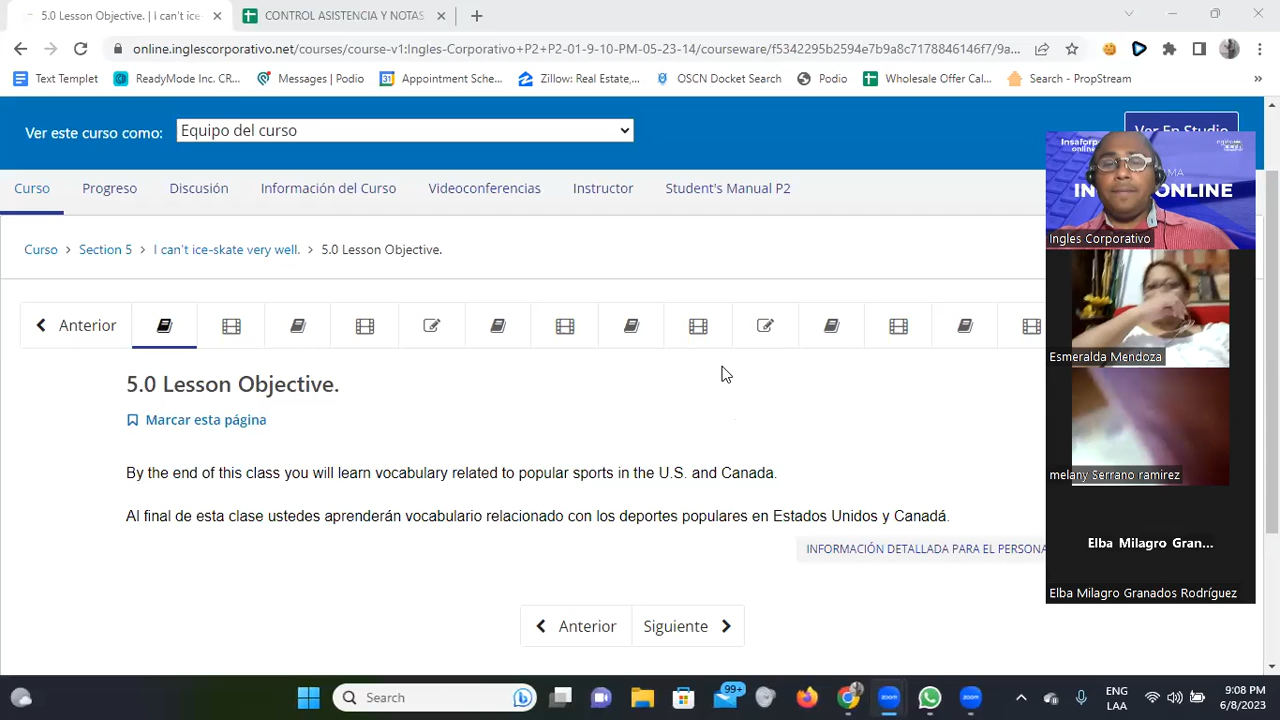 5.0 Lesson Objective. | I can't ice-
CONTROL ASISTENCIA Y NOTAS
online.inglescorporativo.net/courses/course-v1:Ingles-Corporativo+P2+P2-01-9-10-PM-05-23-14/courseware/f5342295b2594e7b9a8c7178846146f7/9a...
Text Templet
ReadyMode Inc. CR...
Messages | Podio
Appointment Sche...
Zillow: Real Estate,...
OSCN Docket Search
Podio
Wholesale Offer Cal...
Search - PropStream
»
Ver este curso como:
Equipo del curso
Ver En Studio
Curso
Progreso
Discusión
Información del Curso
Videoconferencias
Instructor
Student's Manual P2
Curso > Section 5 > I can't ice-skate very well. > 5.0 Lesson Objective.
Anterior
5.0 Lesson Objective.
Marcar esta página
By the end of this class you will learn vocabulary related to popular sports in the U.S. and Canada.
Al final de esta clase ustedes aprenderán vocabulario relacionado con los deportes populares en Estados Unidos y Canadá.
INFORMACIÓN DETALLADA PARA EL PERSONA
Anterior
Siguiente
Insaforp
online
ONLINE
Ingles Corporativo
Esmeralda Mendoza
melany Serrano ramirez
Elba Milagro Gran...
Elba Milagro Granados Rodríguez
Search
99+
ENG
LAA
9:08 PM
6/8/2023